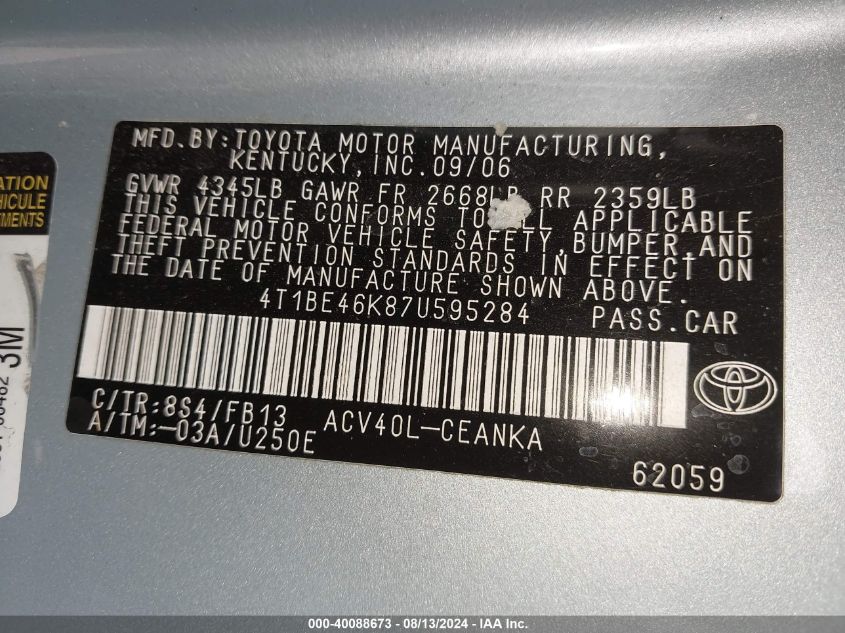 MFD.BY:TOYOTA MOTOR MANUFACTURING,
KENTUCKY,INC.09/06
GVWR 4345LB GAWR FR 2668LB RR 2359LB
THIS VEHICLE CONFORMS TO ALL APPLICABLE
FEDERAL MOTOR VEHICLE SAFETY,BUMPER,AND
THEFT PREVENTION STANDARDS IN EFFECT ON
THE DATE OF MANUFACTURE SHOWN ABOVE.
4T1BE46K87U595284 PASS.CAR
C/TR:8S4/FB13 ACV40L-CEANKA
A/TM:-03A/U250E
62059
3M
000-40088673 - 08/13/2024 - IAA Inc.